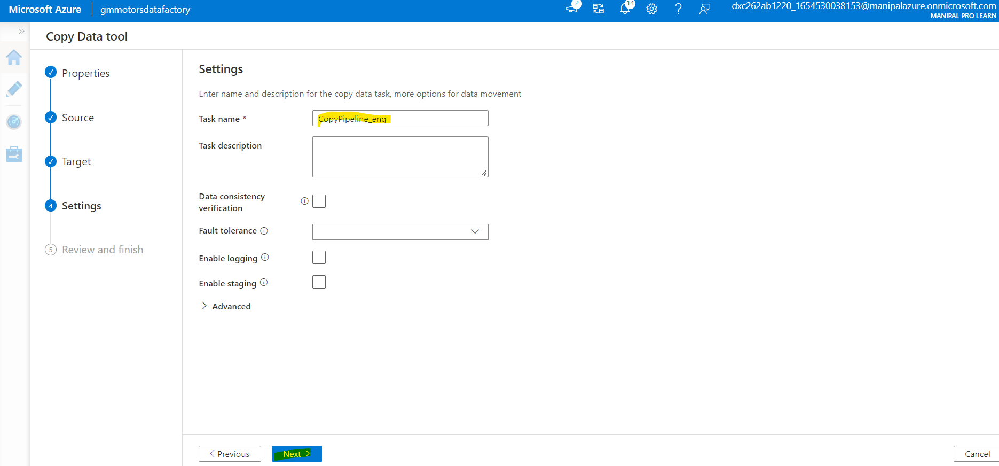 Microsoft Azure
gmmotorsdatafactory
2
14
dxc262ab1220_1654530038153@manipalazure.onmicrosoft.com
MANIPAL PRO LEARN
Copy Data tool
Properties
Source
Target
4 Settings
5 Review and finish
Settings
Enter name and description for the copy data task, more options for data movement
Task name *
CopyPipeline_eng
Task description
Data consistency
verification
Fault tolerance
Enable logging
Enable staging
Advanced
Previous
Next
Cancel